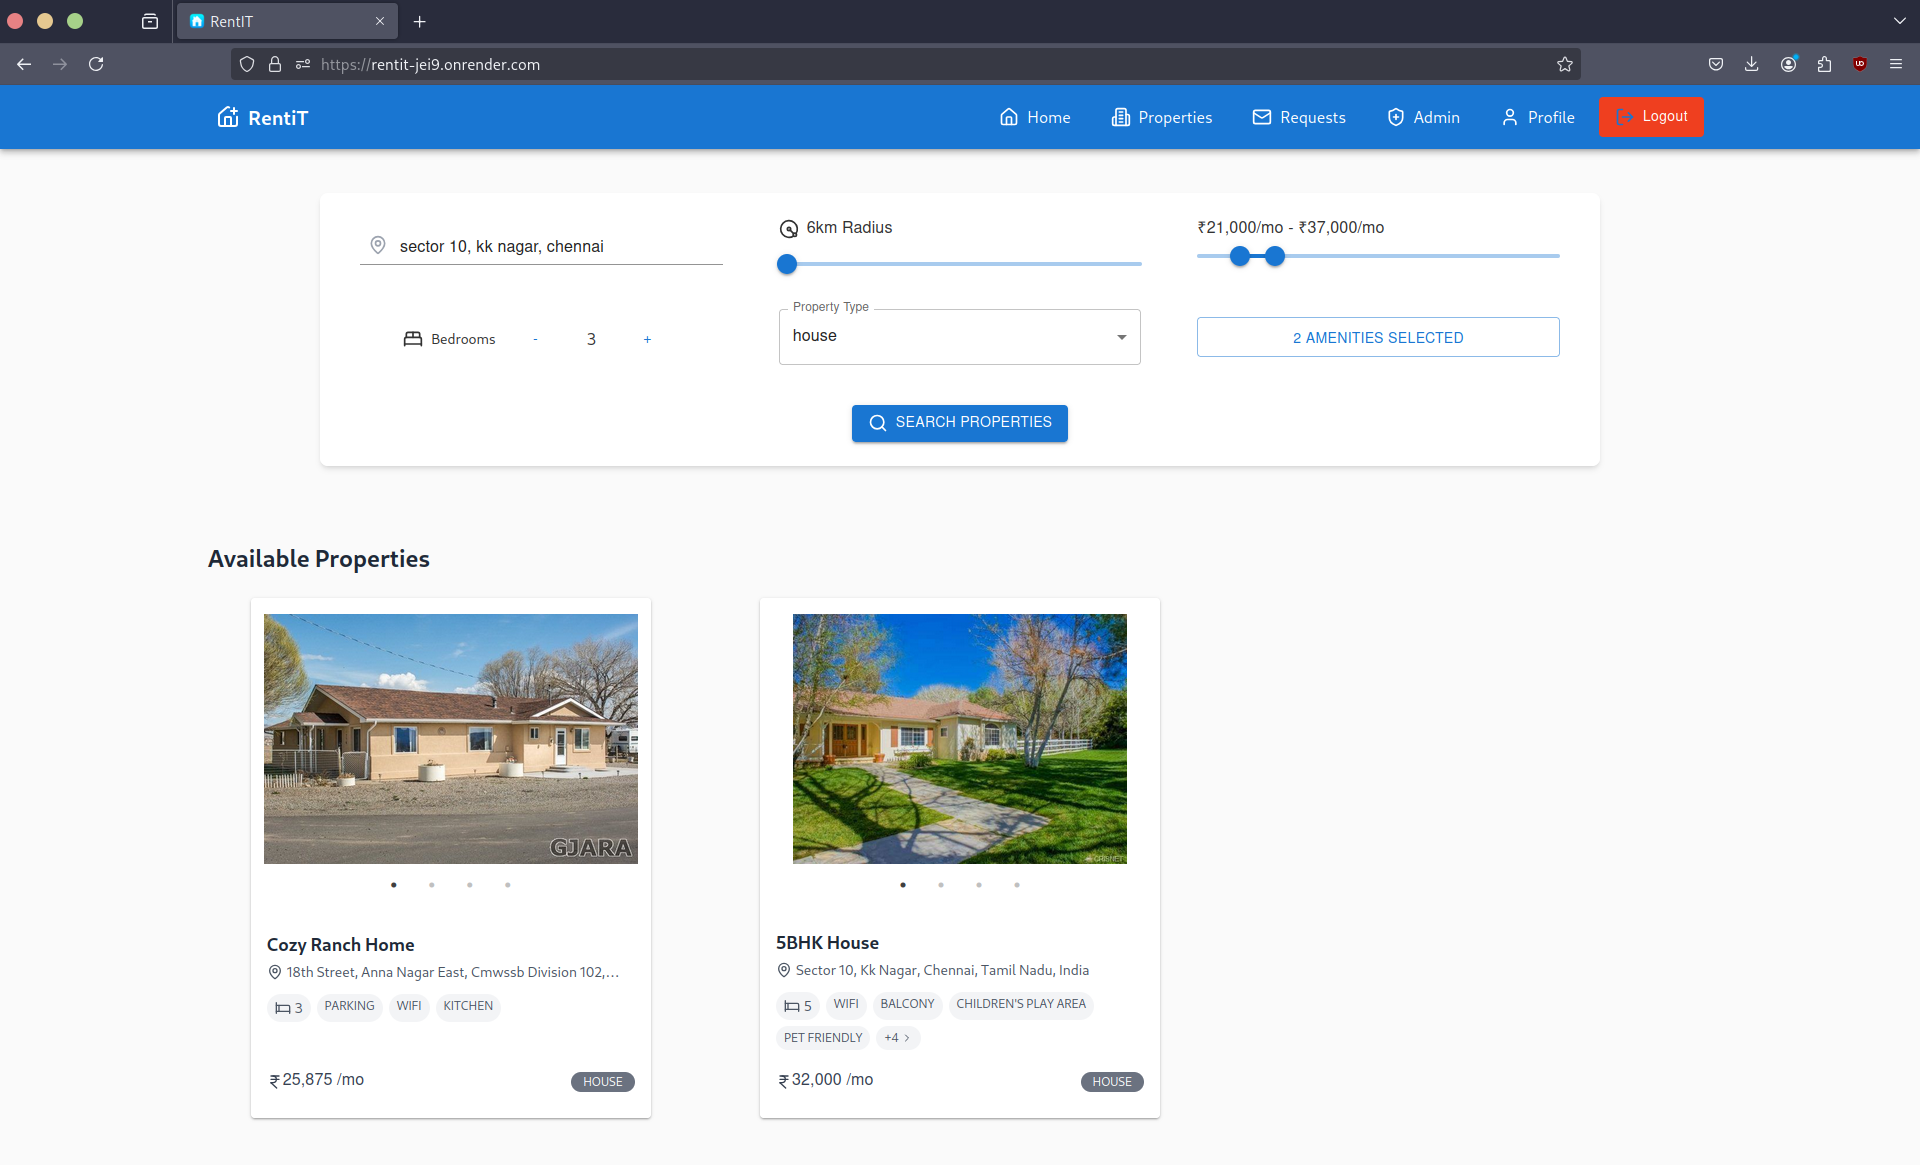 RentIT
https://rentit-jei9.onrender.com
RentiT
Home
Properties
Requests
Admin
Profile
Logout
sector 10, kk nagar, chennai
6km Radius
₹21,000/mo - ₹37,000/mo
Bedrooms - 3 +
Property Type
house
2 AMENITIES SELECTED
SEARCH PROPERTIES
Available Properties
GJARA
CRISNET
Cozy Ranch Home
18th Street, Anna Nagar East, Cmwssb Division 102,...
3 PARKING WIFI KITCHEN
₹25,875 /mo
HOUSE
5BHK House
Sector 10, Kk Nagar, Chennai, Tamil Nadu, India
5 WIFI BALCONY CHILDREN'S PLAY AREA
PET FRIENDLY +4 >
₹32,000 /mo
HOUSE